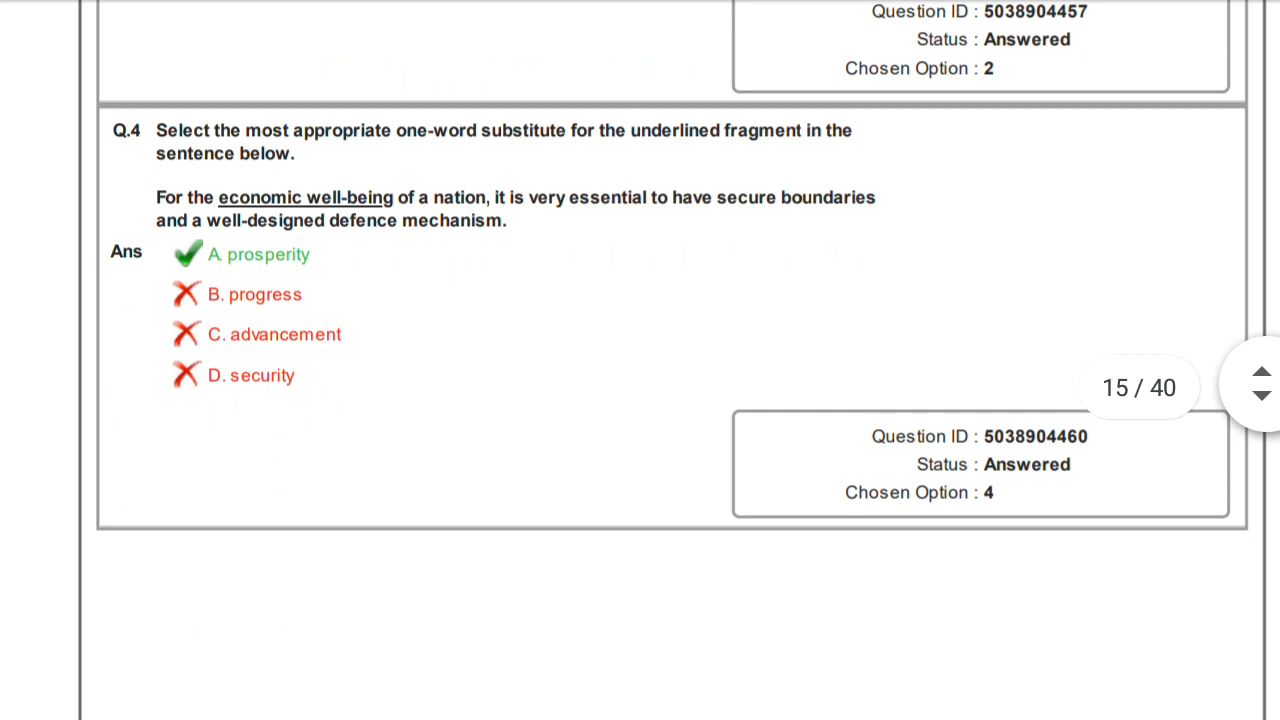 Question ID : 5038904457
Status : Answered
Chosen Option : 2
Q.4 Select the most appropriate one-word substitute for the underlined fragment in the
sentence below.
For the economic well-being of a nation, it is very essential to have secure boundaries
and a well-designed defence mechanism.
Ans A. prosperity
B. progress
C. advancement
D. security
15 / 40
Question ID : 5038904460
Status : Answered
Chosen Option : 4